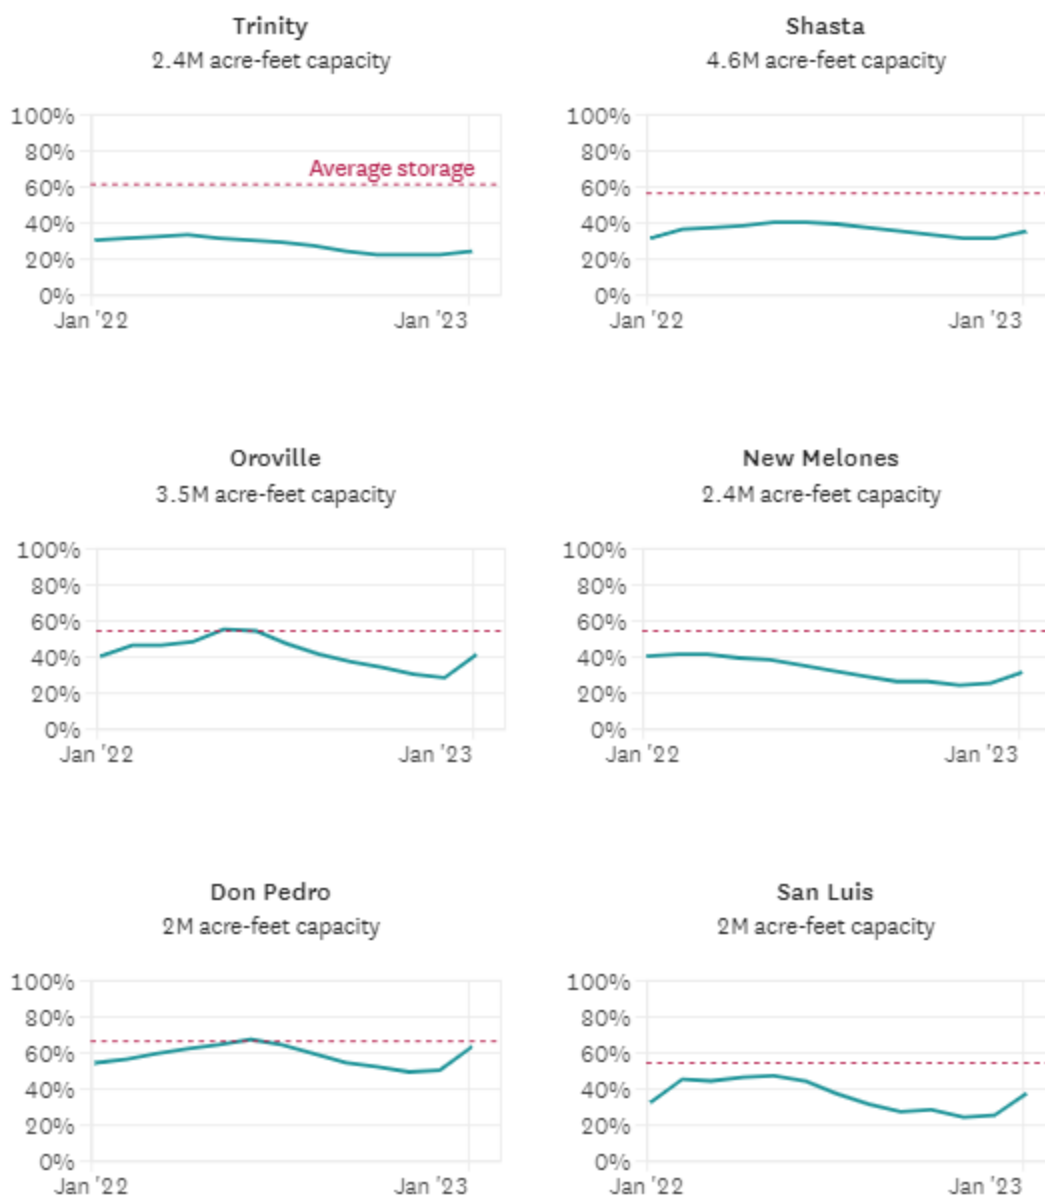 Trinity
2.4M acre-feet capacity
100%
80%
Average storage
60%
40%
20%
0%
Jan '22
Jan '23
Shasta
4.6M acre-feet capacity
100%
80%
60%
40%
20%
0%
Jan '22
Jan '23
Oroville
3.5M acre-feet capacity
100%
80%
60%
40%
20%
0%
Jan '22
Jan '23
New Melones
2.4M acre-feet capacity
100%
80%
60%
40%
20%
0%
Jan '22
Jan '23
Don Pedro
2M acre-feet capacity
100%
80%
60%
40%
20%
0%
Jan '22
Jan '23
San Luis
2M acre-feet capacity
100%
80%
60%
40%
20%
0%
Jan '22
Jan '23